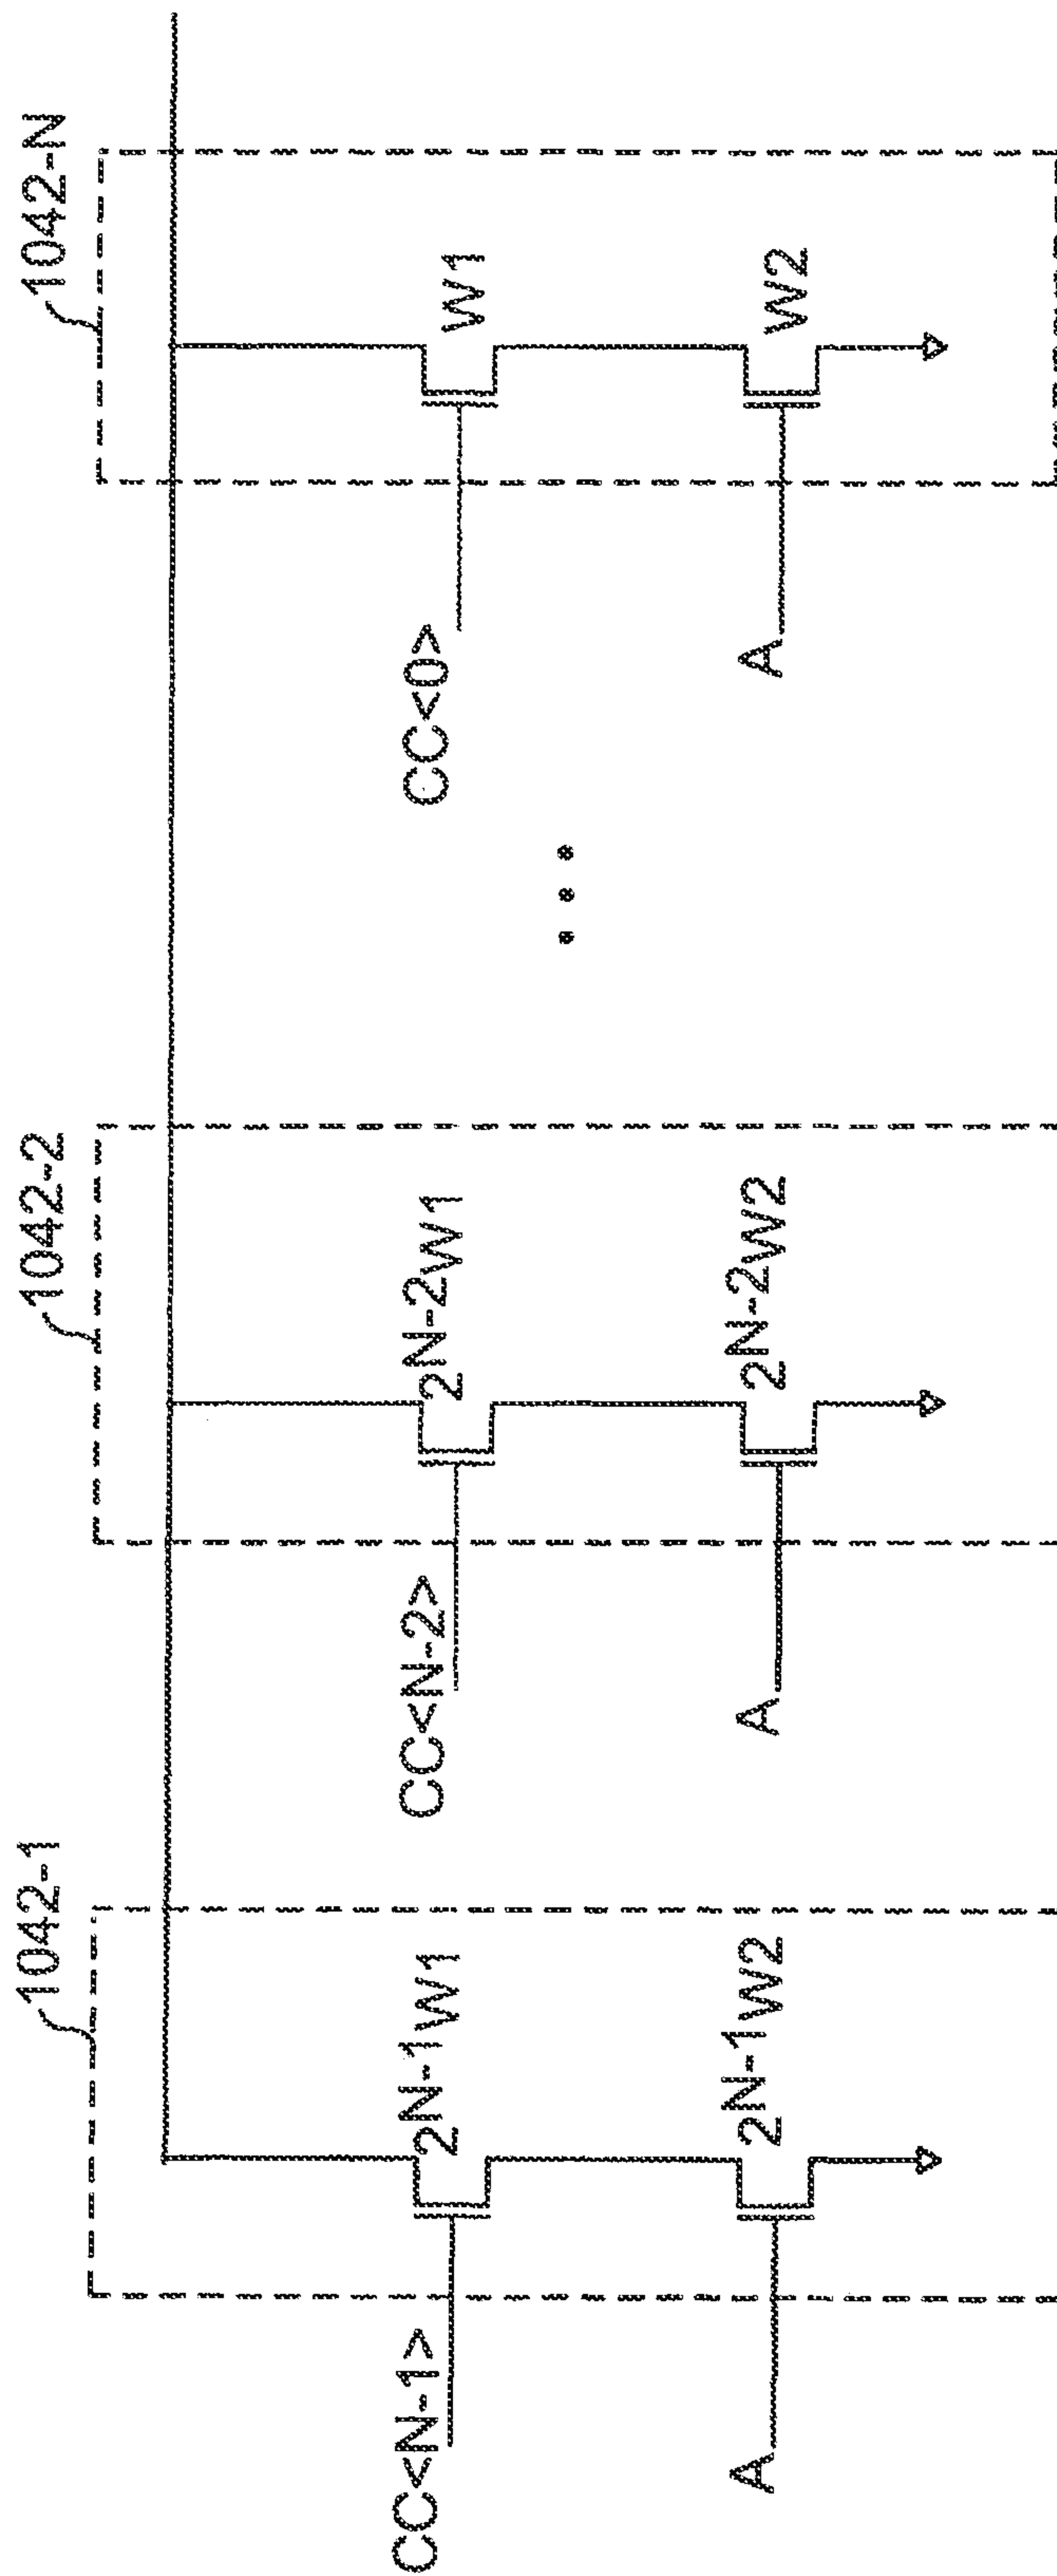 1042-1
1042-2
1042-N
CC<N-1>
2N-1W1
CC<N-2>
2N-2W1
CC<0>
W1
A
2N-1W2
A
2N-2W2
A
W2